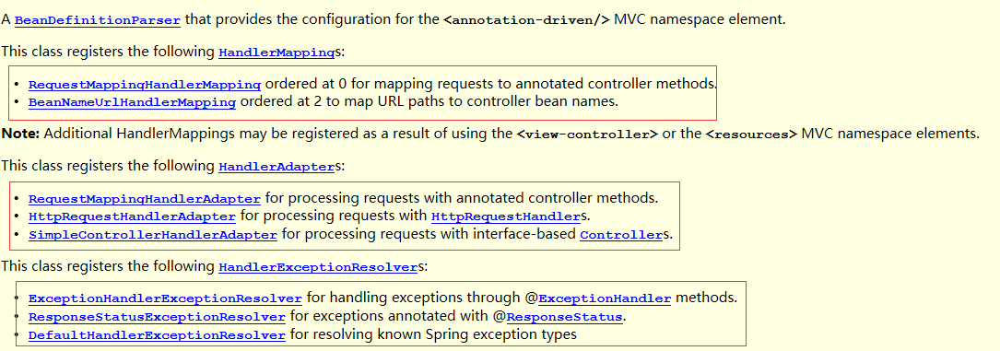 A BeanDefinitionParser that provides the configuration for the <annotation-driven/> MVC namespace element.
This class registers the following HandlerMappings:
• RequestMappingHandlerMapping ordered at 0 for mapping requests to annotated controller methods.
• BeanNameUrlHandlerMapping ordered at 2 to map URL paths to controller bean names.
Note: Additional HandlerMappings may be registered as a result of using the <view-controller> or the <resources> MVC namespace elements.
This class registers the following HandlerAdapters:
• RequestMappingHandlerAdapter for processing requests with annotated controller methods.
• HttpRequestHandlerAdapter for processing requests with HttpRequestHandlers.
• SimpleControllerHandlerAdapter for processing requests with interface-based Controllers.
This class registers the following HandlerExceptionResolvers:
• ExceptionHandlerExceptionResolver for handling exceptions through @ExceptionHandler methods.
• ResponseStatusExceptionResolver for exceptions annotated with @ResponseStatus.
• DefaultHandlerExceptionResolver for resolving known Spring exception types